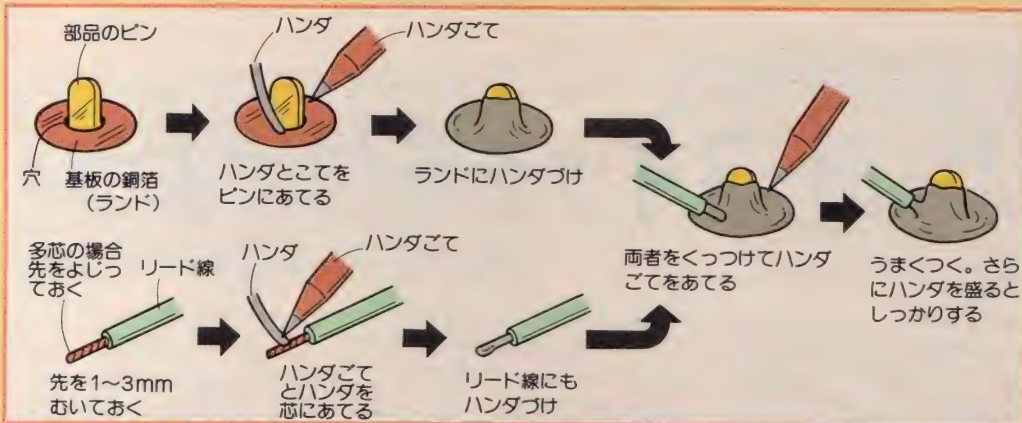 部品のピン
ハンダ
ハンダごて
穴
基板の銅箔
(ランド)
ハンダとこてを
ピンにあてる
ランドにハンダづけ
多芯の場合
先をよじっ
ておく
リード線
先を1〜3mm
むいておく
ハンダ
ハンダごて
ハンダごて
とハンダを
芯にあてる
リード線にも
ハンダづけ
両者をくっつけてハンダ
ごてをあてる
うまくつく。さら
にハンダを盛ると
しっかりする